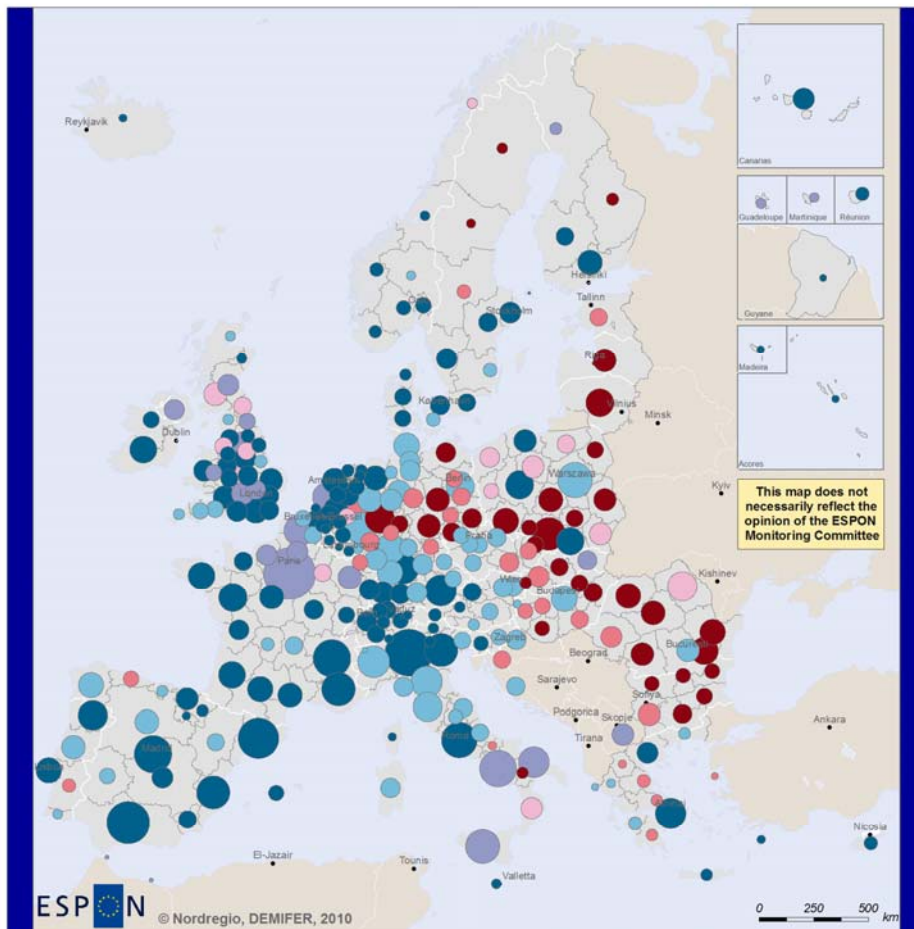 Reykjavik
Canarias
Guadeloupe
Martinique
Réunion
Guyane
Madeira
Acores
This map does not
necessarily reflect the
opinion of the ESPON
Monitoring Committee
Helsinki
Tallinn
Stockholm
Riga
Vilnius
Minsk
Dublin
London
Berlin
Warszawa
Kyiv
Paris
Praha
Kishinev
Budapest
Zagreb
Bucuresti
Beograd
Sarajevo
Sofiya
Podgorica
Skopje
Tirana
Ankara
Roma
Madrid
Nicosia
El-Jazair
Tounis
Valletta
ESPON
© Nordregio, DEMIFER, 2010
0 250 500
km